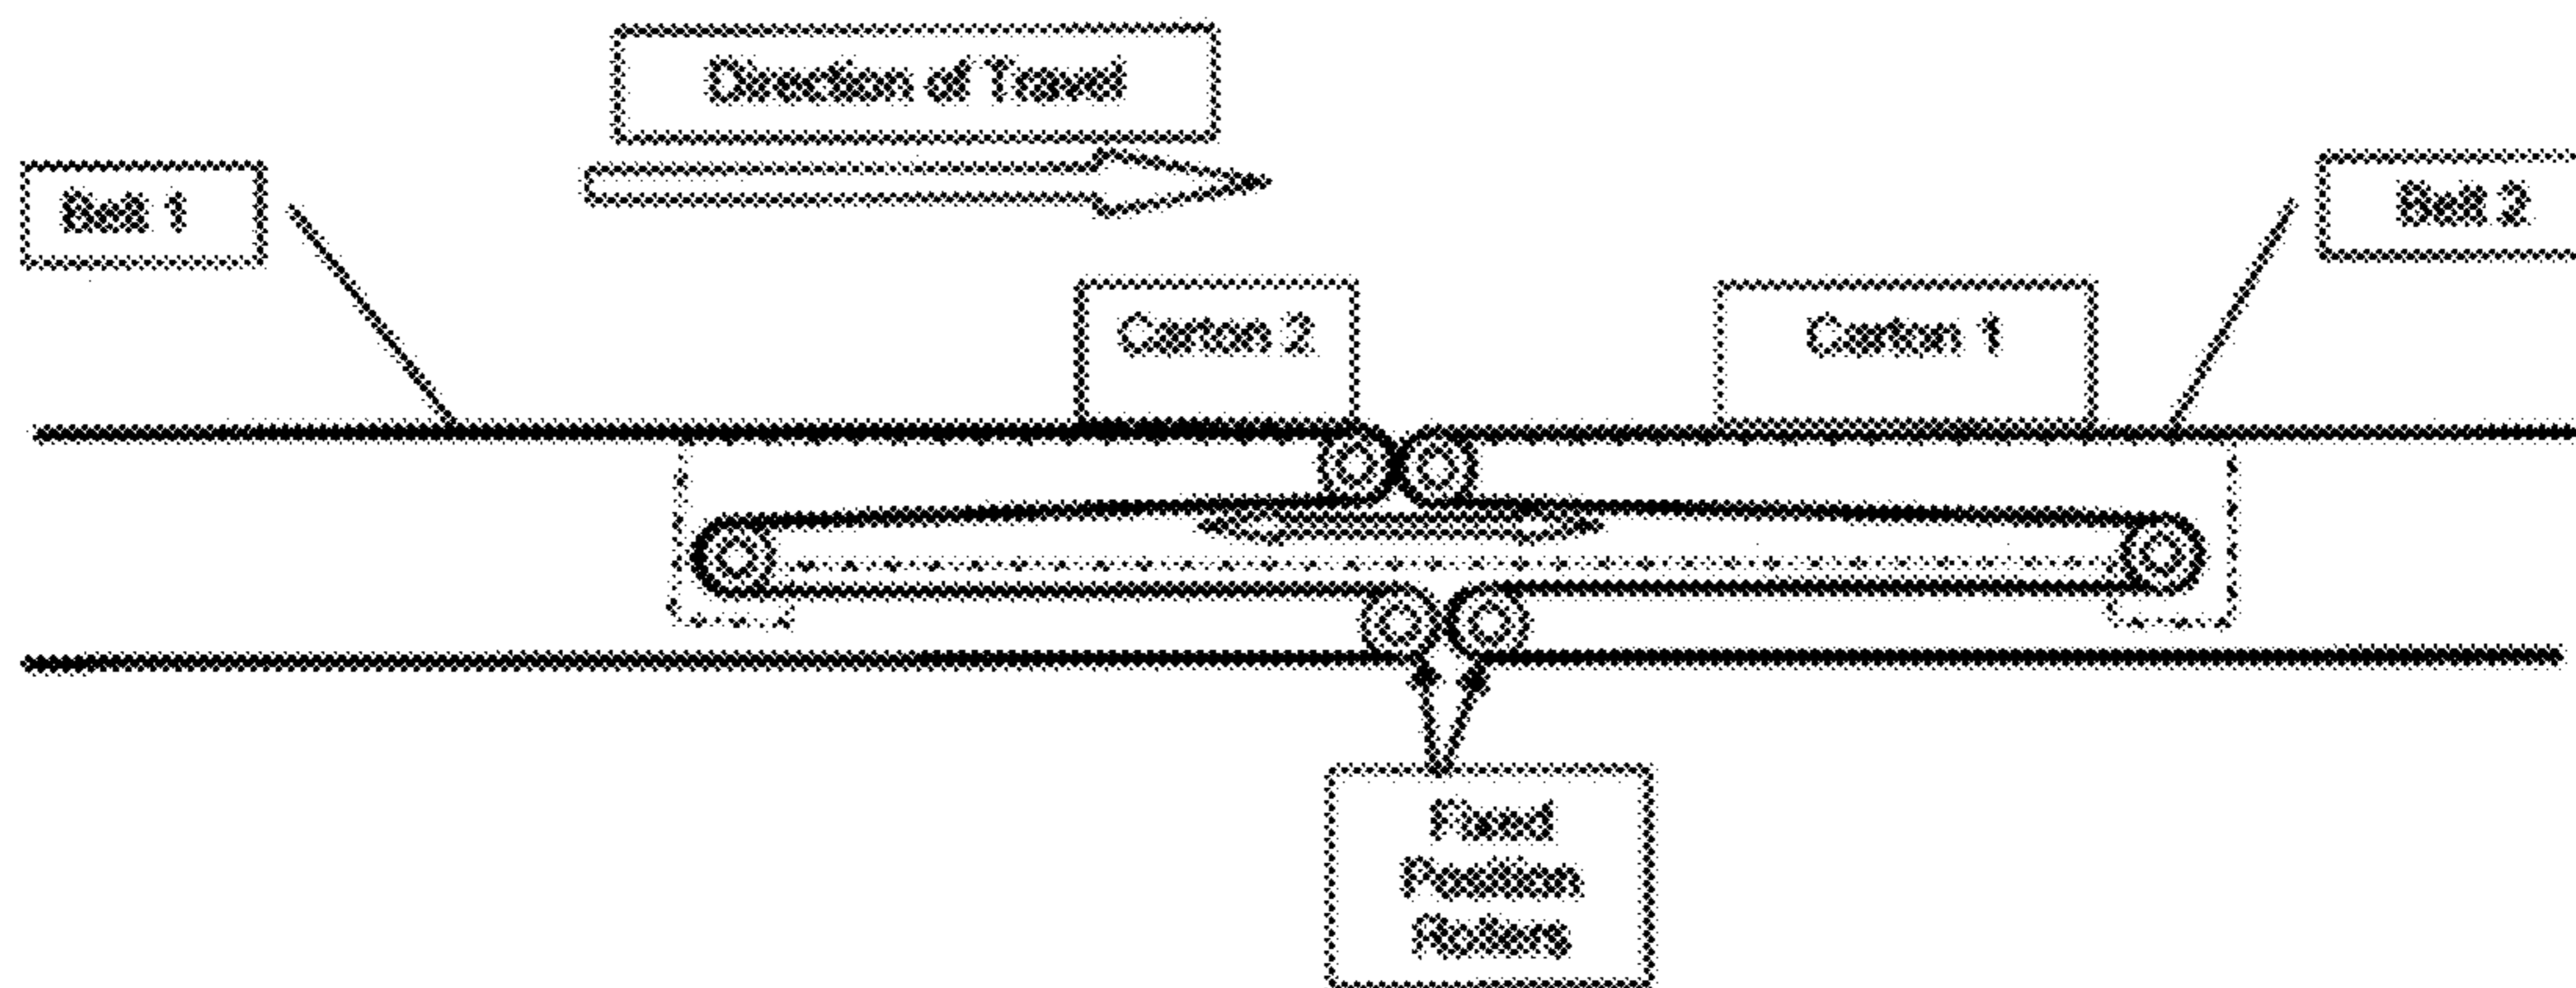 Direction of Travel
Belt 1
Belt 2
Carton 2
Carton 1
Fixed
Position
Rollers